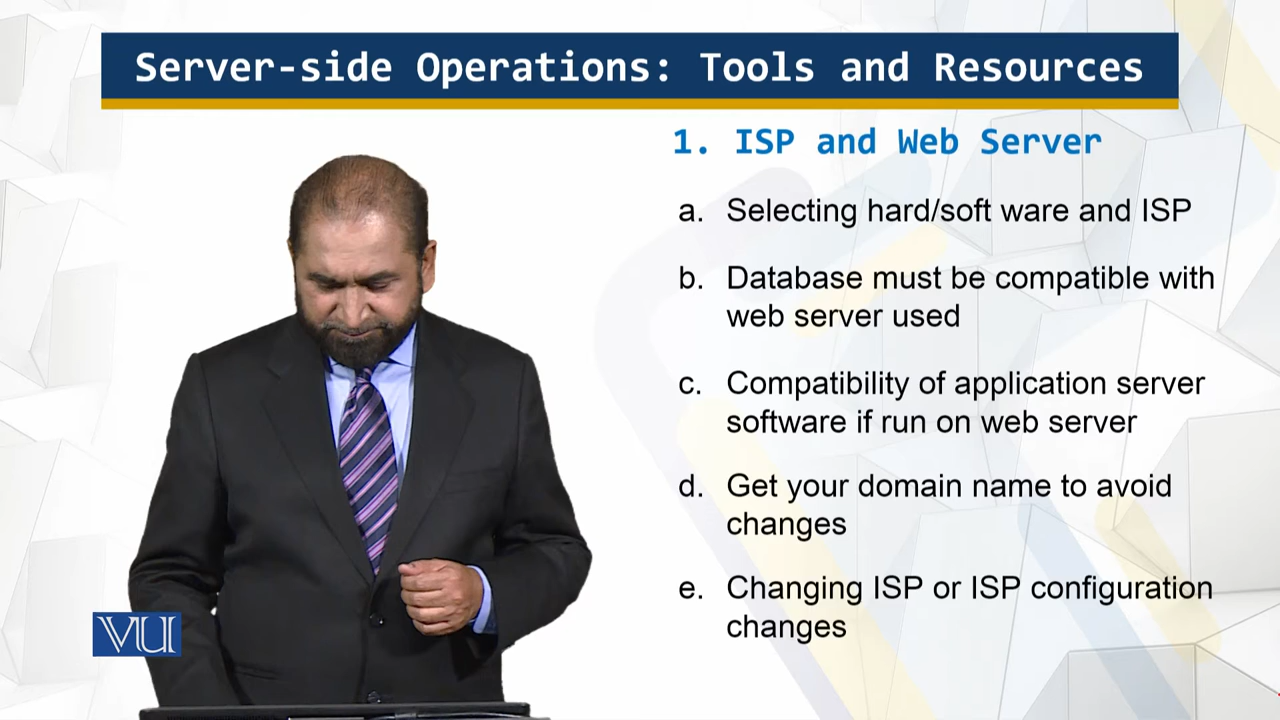 Server-side Operations: Tools and Resources
1. ISP and Web Server
a. Selecting hard/soft ware and ISP
b. Database must be compatible with
web server used
c. Compatibility of application server
software if run on web server
d. Get your domain name to avoid
changes
e. Changing ISP or ISP configuration
changes
VU